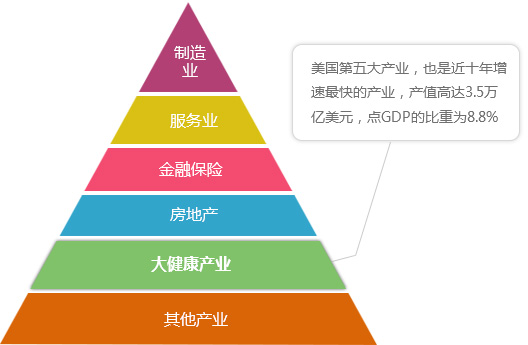 制造
业
服务业
金融保险
房地产
大健康产业
其他产业
美国第五大产业，也是近十年增
速最快的产业，产值高达3.5万
亿美元，点GDP的比重为8.8%